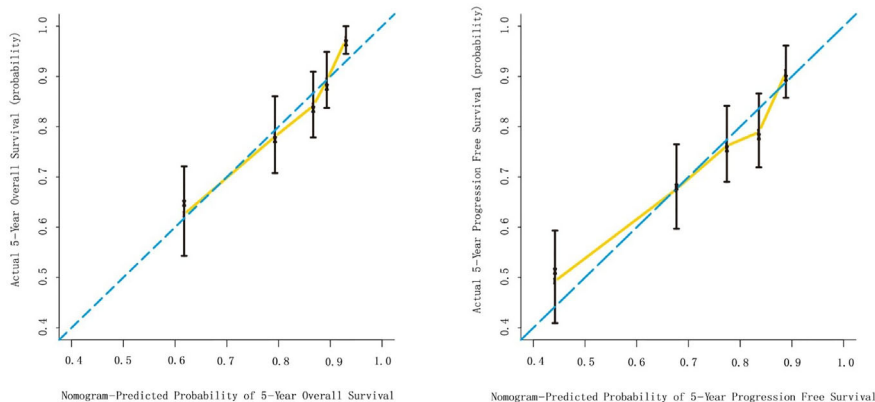 Actual 5-Year Overall Survival (probability)
1.0
0.9
0.8
0.7
0.6
0.5
0.4
0.4 0.5 0.6 0.7 0.8 0.9 1.0
Nomogram-Predicted Probability of 5-Year Overall Survival
Actual 5-Year Progression Free Survival (probability)
1.0
0.9
0.8
0.7
0.6
0.5
0.4
0.4 0.5 0.6 0.7 0.8 0.9 1.0
Nomogram-Predicted Probability of 5-Year Progression Free Survival